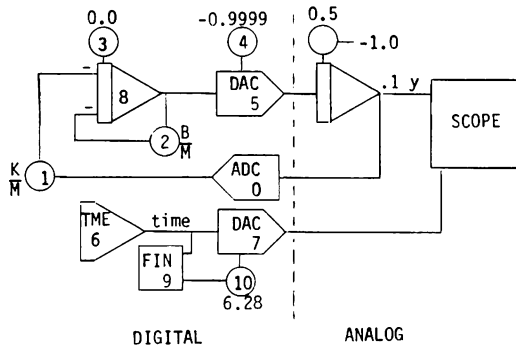 0.0 -0.9999 0.5
3 4 -1.0
8 DAC 5 .1 y
SCOPE
2 B/M
K/M 1 ADC 0
TME 6 time DAC 7
FIN 9
10
6.28
DIGITAL ANALOG